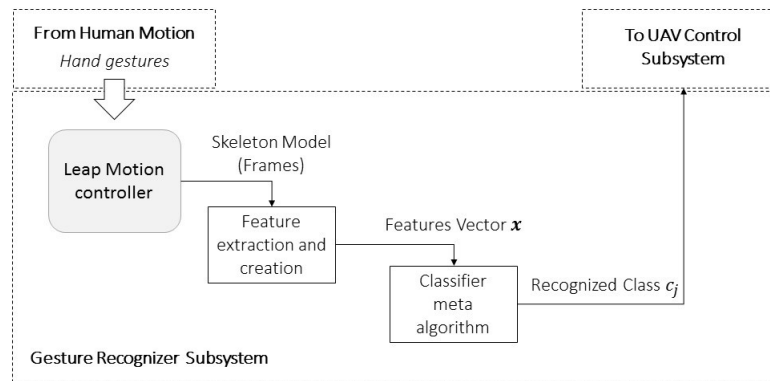 From Human Motion
Hand gestures
To UAV Control
Subsystem
Leap Motion
controller
Skeleton Model
(Frames)
Feature
extraction and
creation
Features Vector x
Classifier
meta
algorithm
Recognized Class c_j
Gesture Recognizer Subsystem